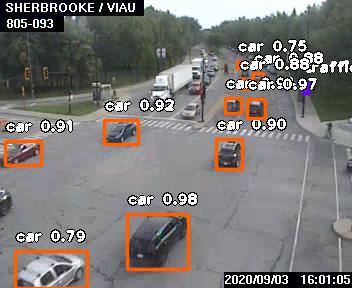 SHERBROOKE / VIAU
805-093
car 0.75
car 0.88
traffic
car 0.97
car 0.92
car 0.91
car 0.90
car 0.98
car 0.79
2020/09/03 16:01:05